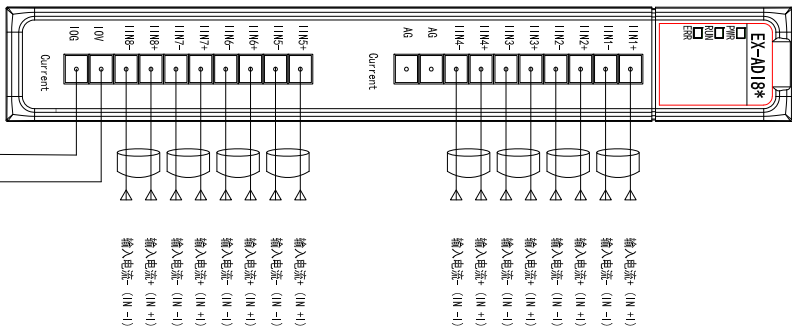 EX-ADI8*
PWR
RUN
ERR
IIN1+
IIN1-
IIN2+
IIN2-
IIN3+
IIN3-
IIN4+
IIN4-
AG
AG
Current
IIN5+
IIN5-
IIN6+
IIN6-
IIN7+
IIN7-
IIN8+
IIN8-
IOV
IOG
Current
输入电流+ (IN +I)
输入电流- (IN -I)
输入电流+ (IN +I)
输入电流- (IN -I)
输入电流+ (IN +I)
输入电流- (IN -I)
输入电流+ (IN +I)
输入电流- (IN -I)
输入电流+ (IN +I)
输入电流- (IN -I)
输入电流+ (IN +I)
输入电流- (IN -I)
输入电流+ (IN +I)
输入电流- (IN -I)
输入电流+ (IN +I)
输入电流- (IN -I)